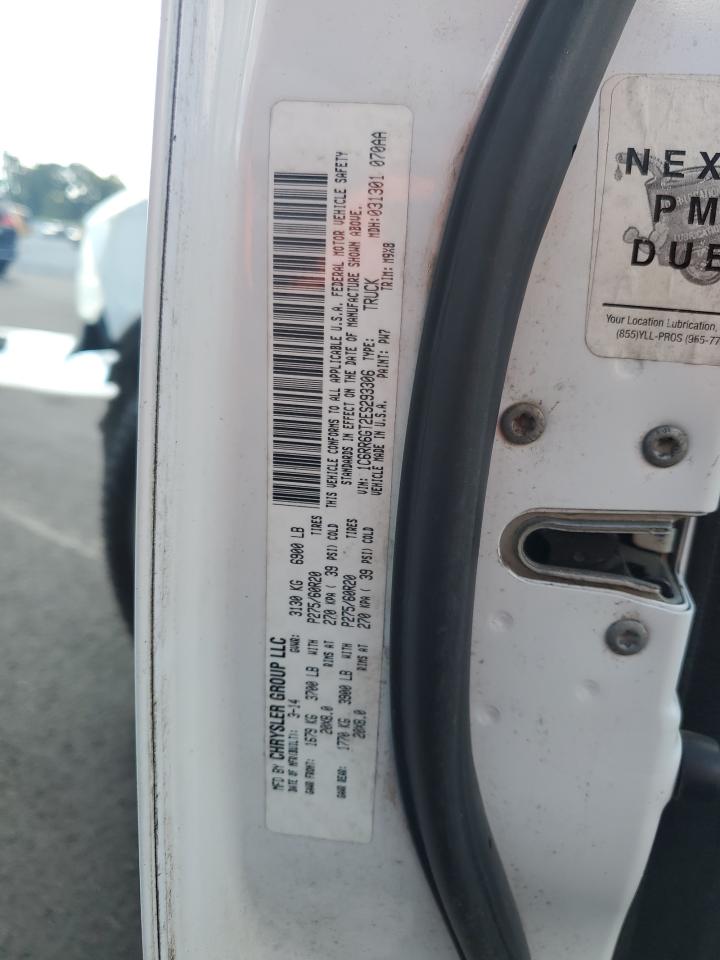 MFD BY CHRYSLER GROUP LLC
DATE OF MFR(BUILT): 3-14 GVWR: 3130 KG 6900 LB
GAWR FRONT: 1679 KG 3700 LB WITH P275/60R20 TIRES
20X8.0 RIMS AT 270 KPA ( 39 PSI) COLD
GAWR REAR: 1770 KG 3900 LB WITH P275/60R20 TIRES
20X8.0 RIMS AT 270 KPA ( 39 PSI) COLD
THIS VEHICLE CONFORMS TO ALL APPLICABLE U.S.A. FEDERAL MOTOR VEHICLE SAFETY
STANDARDS IN EFFECT ON THE DATE OF MANUFACTURE SHOWN ABOVE.
VIN: 1C6RR6GT2ES293306 TYPE: TRUCK MDH:031301 070AA
VEHICLE MADE IN U.S.A. PAINT: PW7 TRIM: M9X8
NEX
PM
DUE
Your Location Lubrication,
(855)YLL-PROS (955-77